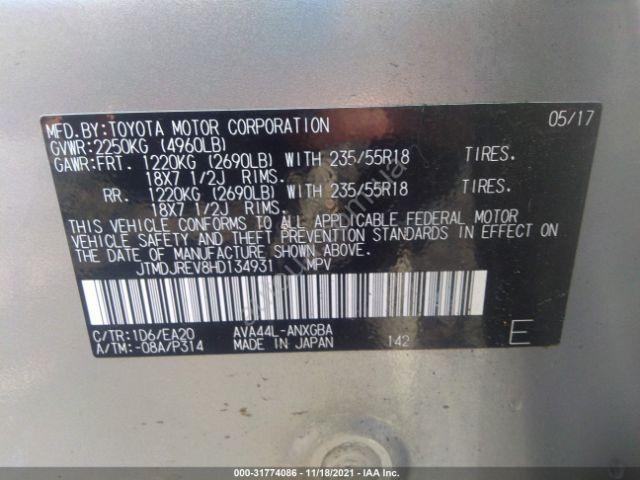 MFD.BY:TOYOTA MOTOR CORPORATION 05/17
GVWR:2250KG (4960LB)
GAWR:FRT. 1220KG (2690LB) WITH 235/55R18 TIRES.
18X7 1/2J RIMS.
RR. 1220KG (2690LB) WITH 235/55R18 TIRES.
18X7 1/2J RIMS.
THIS VEHICLE CONFORMS TO ALL APPLICABLE FEDERAL MOTOR
VEHICLE SAFETY AND THEFT PREVENTION STANDARDS IN EFFECT ON
THE DATE OF MANUFACTURE SHOWN ABOVE.
JTMDJREV8HD134931 MPV
C/TR:1D6/EA20 AVA44L-ANXGBA
A/TM:-08A/P314 MADE IN JAPAN 142 E
000-31774086 - 11/18/2021 - IAA Inc.